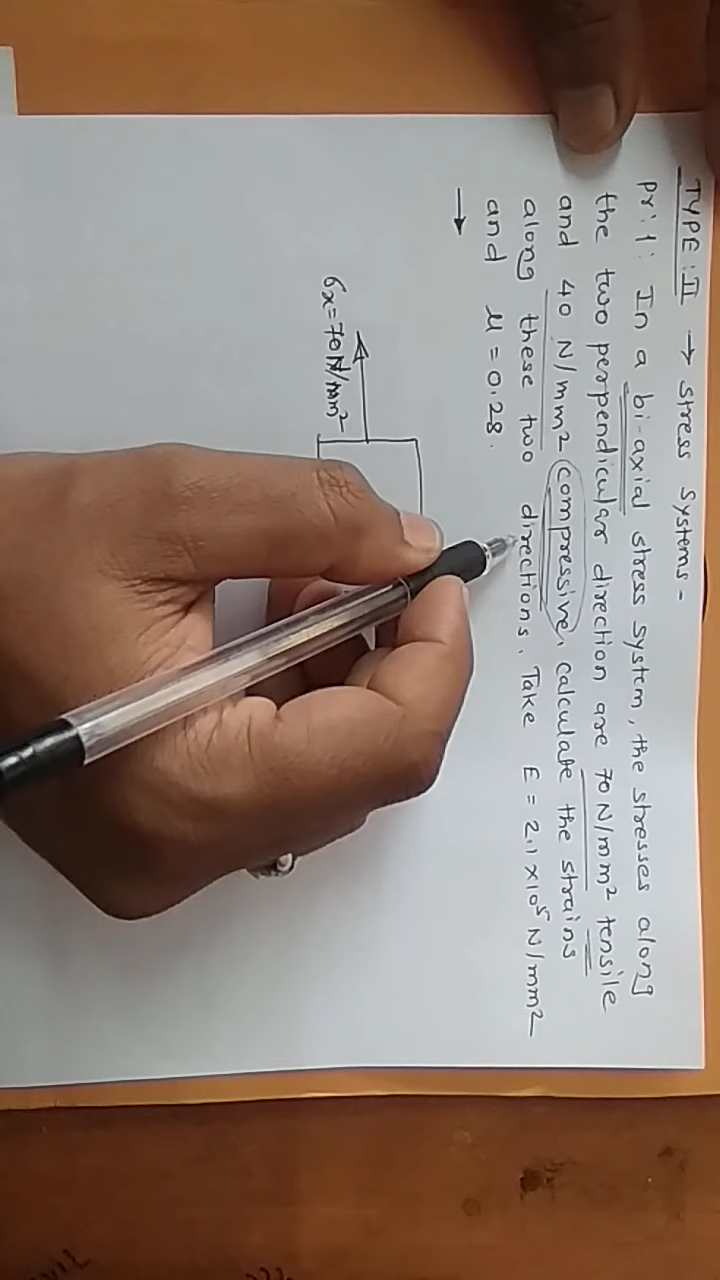 TYPE:II → Stress Systems-
pr:1: In a bi-axial stress system, the stresses along
the two perpendicular direction are 70 N/mm² tensile
and 40 N/mm² compressive, calculate the strains
along these two directions. Take E = 2.1 x10⁵ N/mm2
and μ = 0.28.
→
σx=70 N/mm²